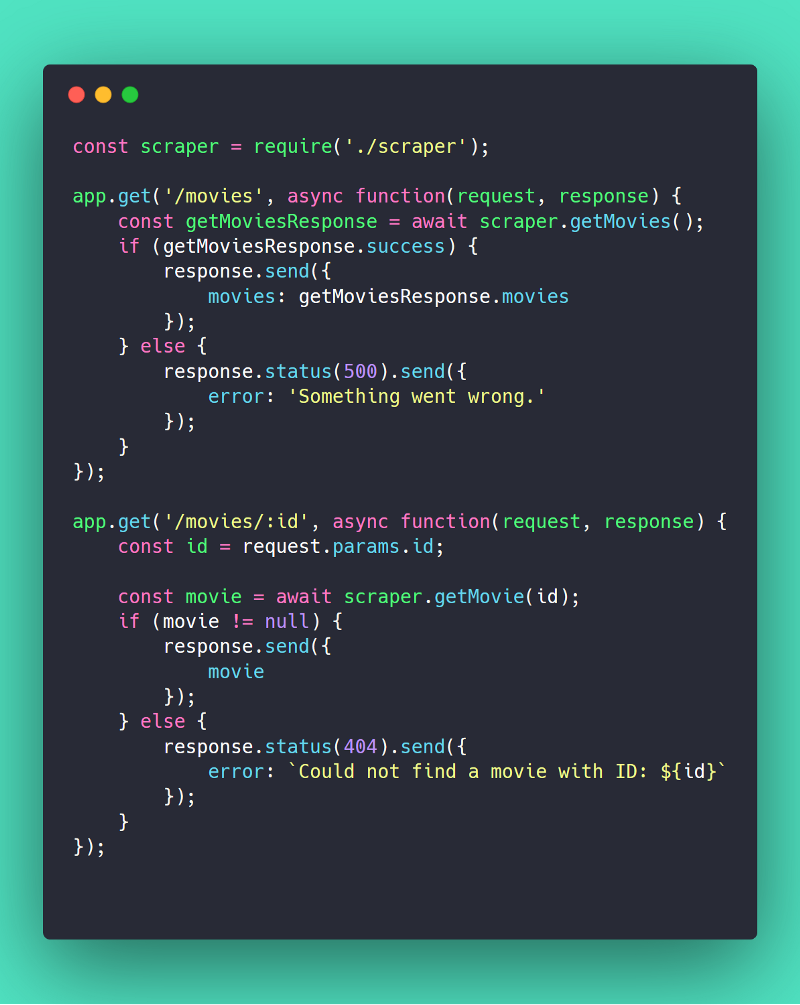 const scraper = require('./scraper');

app.get('/movies', async function(request, response) {
    const getMoviesResponse = await scraper.getMovies();
    if (getMoviesResponse.success) {
        response.send({
            movies: getMoviesResponse.movies
        });
    } else {
        response.status(500).send({
            error: 'Something went wrong.'
        });
    }
});

app.get('/movies/:id', async function(request, response) {
    const id = request.params.id;

    const movie = await scraper.getMovie(id);
    if (movie != null) {
        response.send({
            movie
        });
    } else {
        response.status(404).send({
            error: `Could not find a movie with ID: ${id}`
        });
    }
});